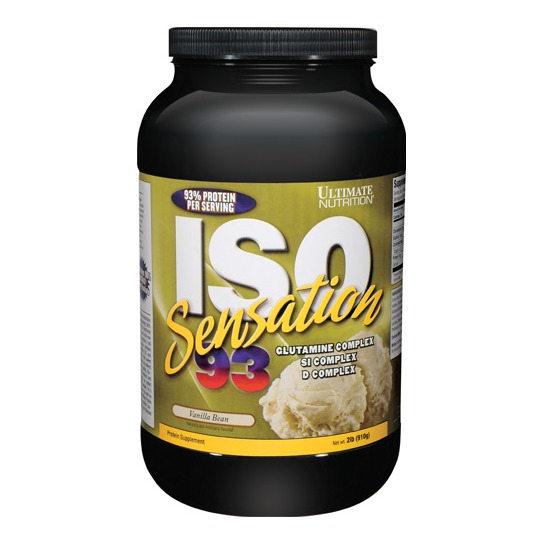 93% PROTEIN
PER SERVING
ULTIMATE
NUTRITION®
ISO
Sensation
93
GLUTAMINE COMPLEX
SI COMPLEX
D COMPLEX
Vanilla Bean
Protein Supplement
Net wt. 2lb (910g)